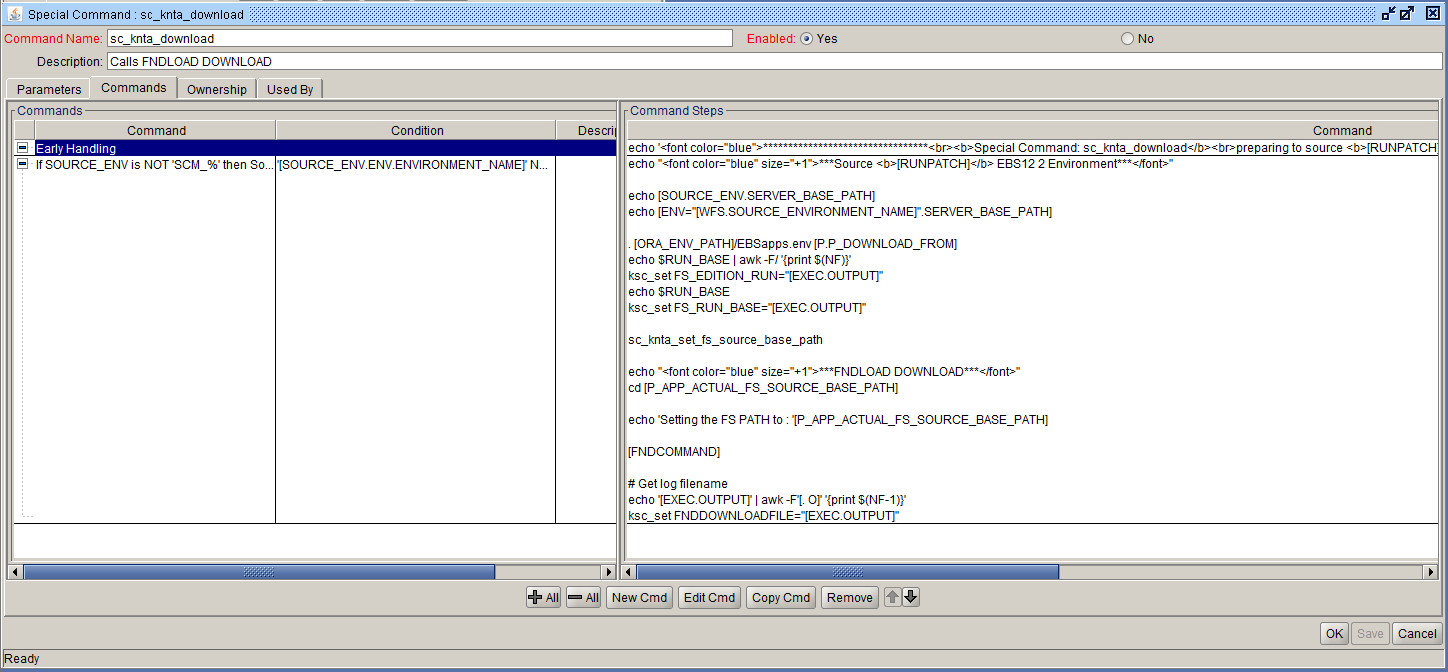 Special Command : sc_knta_download
Command Name: sc_knta_download Enabled: Yes No
Description: Calls FNDLOAD DOWNLOAD
Parameters Commands Ownership Used By
Commands
Command Condition Descrip
Early Handling
If SOURCE_ENV is NOT 'SCM_%' then So... '[SOURCE_ENV.ENV.ENVIRONMENT_NAME]' N...
Command Steps
Command
echo '<font color="blue">********************************<br><b>Special Command: sc_knta_download</b><br>preparing to source <b>[RUNPATCH]
echo "<font color="blue" size="+1">***Source <b>[RUNPATCH]</b> EBS12 2 Environment***</font>"
echo [SOURCE_ENV.SERVER_BASE_PATH]
echo [ENV="[WFS.SOURCE_ENVIRONMENT_NAME]".SERVER_BASE_PATH]
. [ORA_ENV_PATH]/EBSapps.env [P.P_DOWNLOAD_FROM]
echo $RUN_BASE | awk -F/ '{print $(NF)}'
ksc_set FS_EDITION_RUN="[EXEC.OUTPUT]"
echo $RUN_BASE
ksc_set FS_RUN_BASE="[EXEC.OUTPUT]"
sc_knta_set_fs_source_base_path
echo "<font color="blue" size="+1">***FNDLOAD DOWNLOAD***</font>"
cd [P_APP_ACTUAL_FS_SOURCE_BASE_PATH]
echo 'Setting the FS PATH to : '[P_APP_ACTUAL_FS_SOURCE_BASE_PATH]
[FNDCOMMAND]
# Get log filename
echo '[EXEC.OUTPUT]' | awk -F'[. O]' '{print $(NF-1)}'
ksc_set FNDDOWNLOADFILE="[EXEC.OUTPUT]"
All All New Cmd Edit Cmd Copy Cmd Remove
OK Save Cancel
Ready